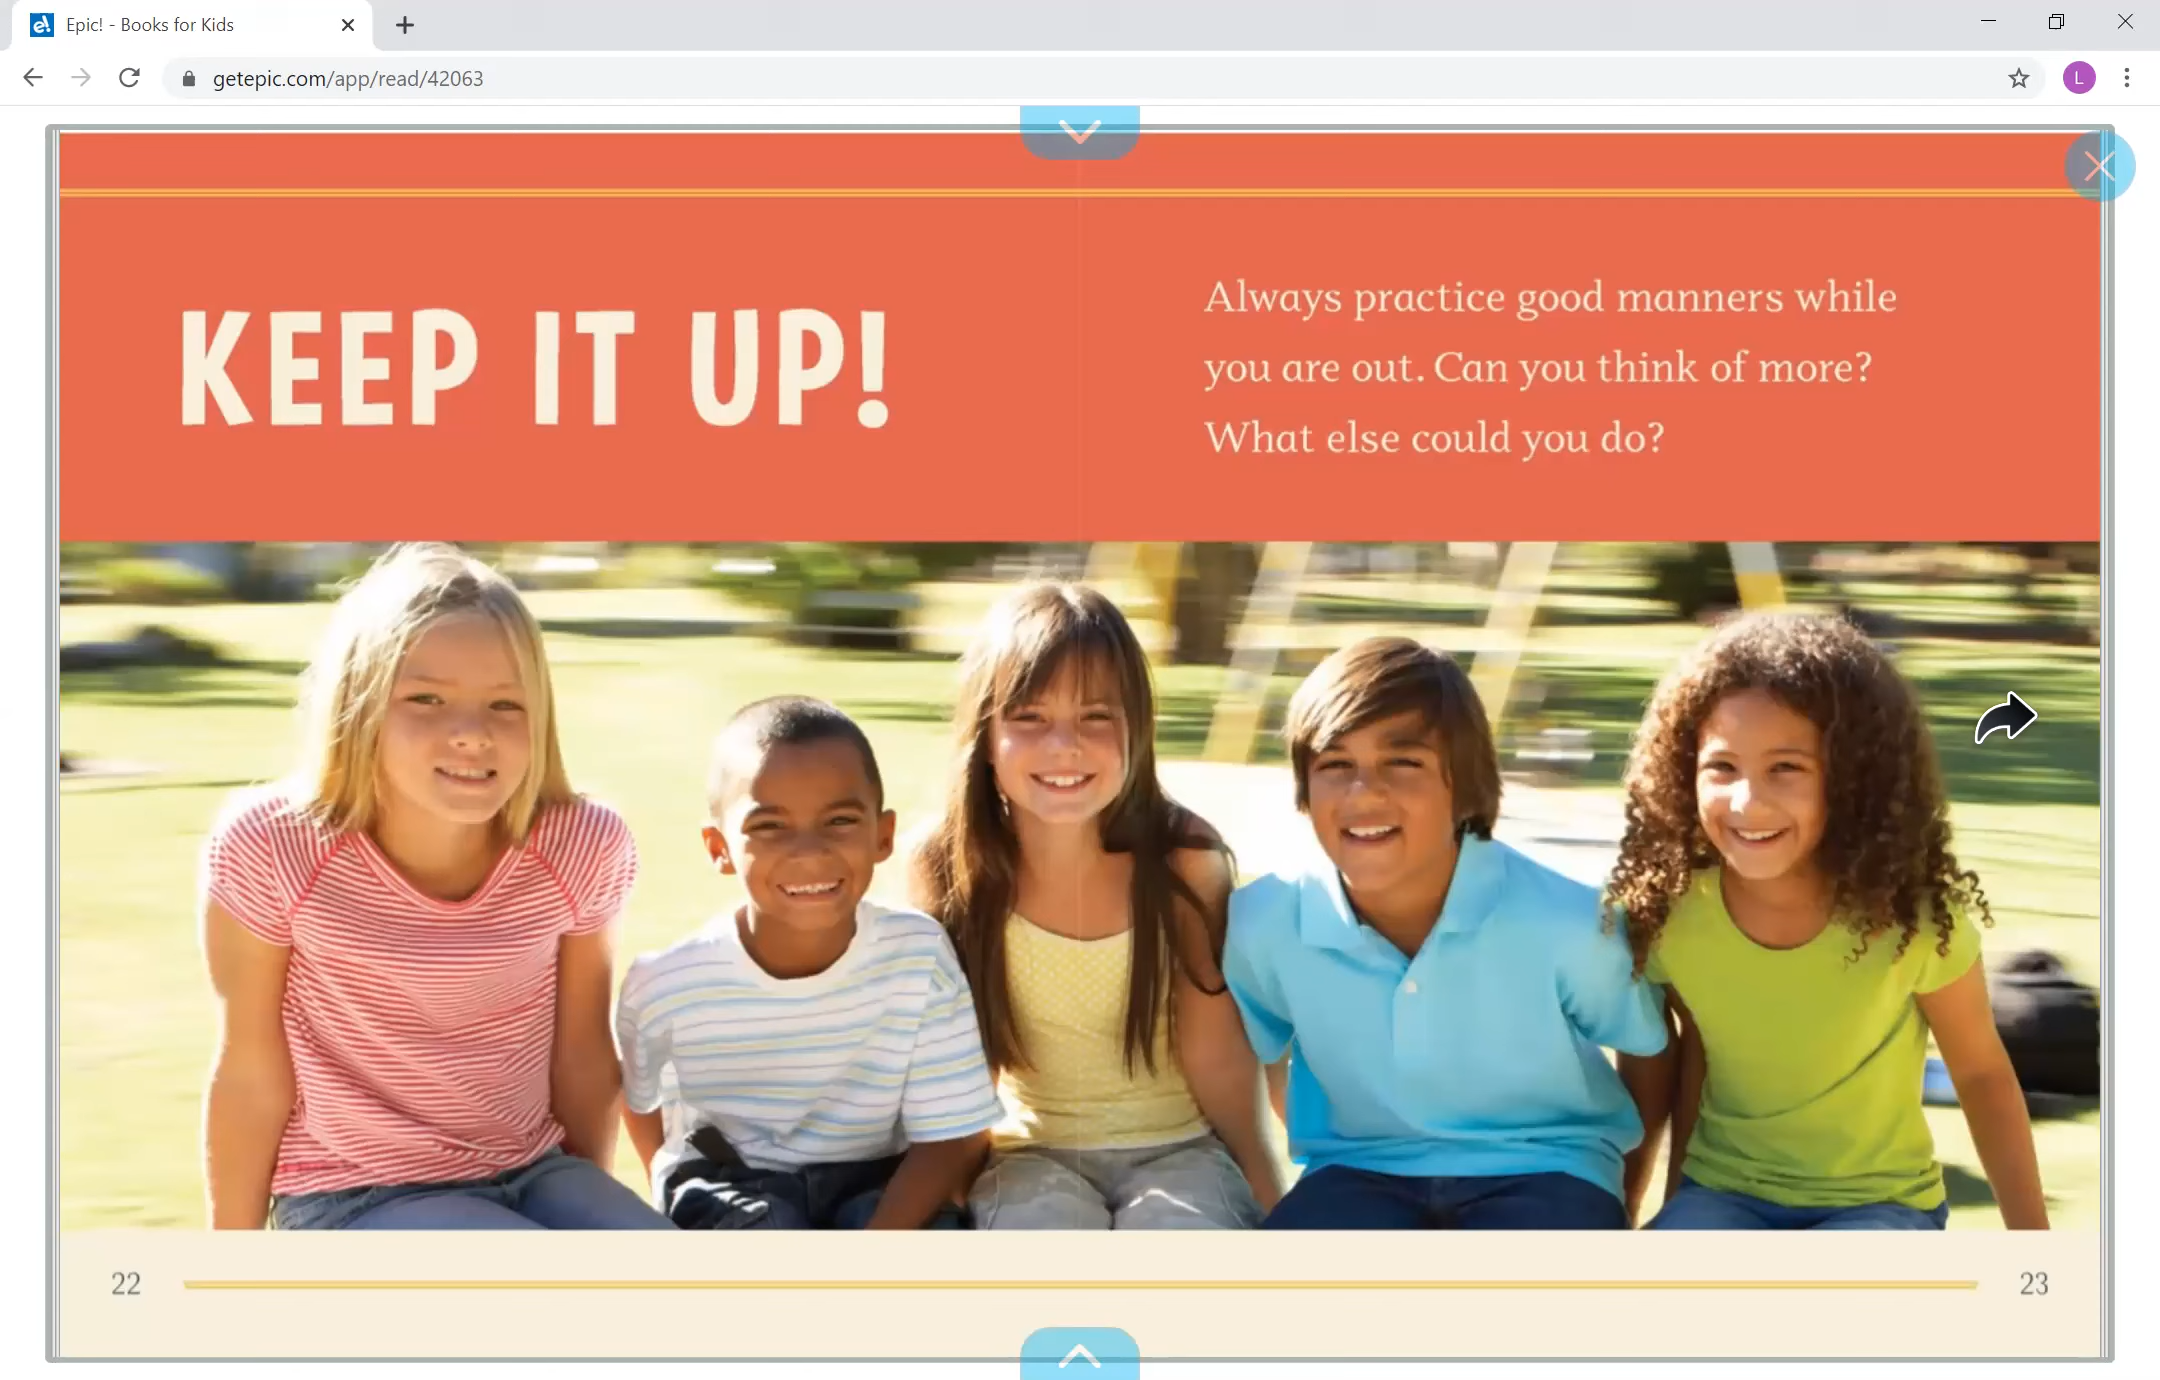 Epic! - Books for Kids
getepic.com/app/read/42063
L
KEEP IT UP!
Always practice good manners while
you are out. Can you think of more?
What else could you do?
22
23